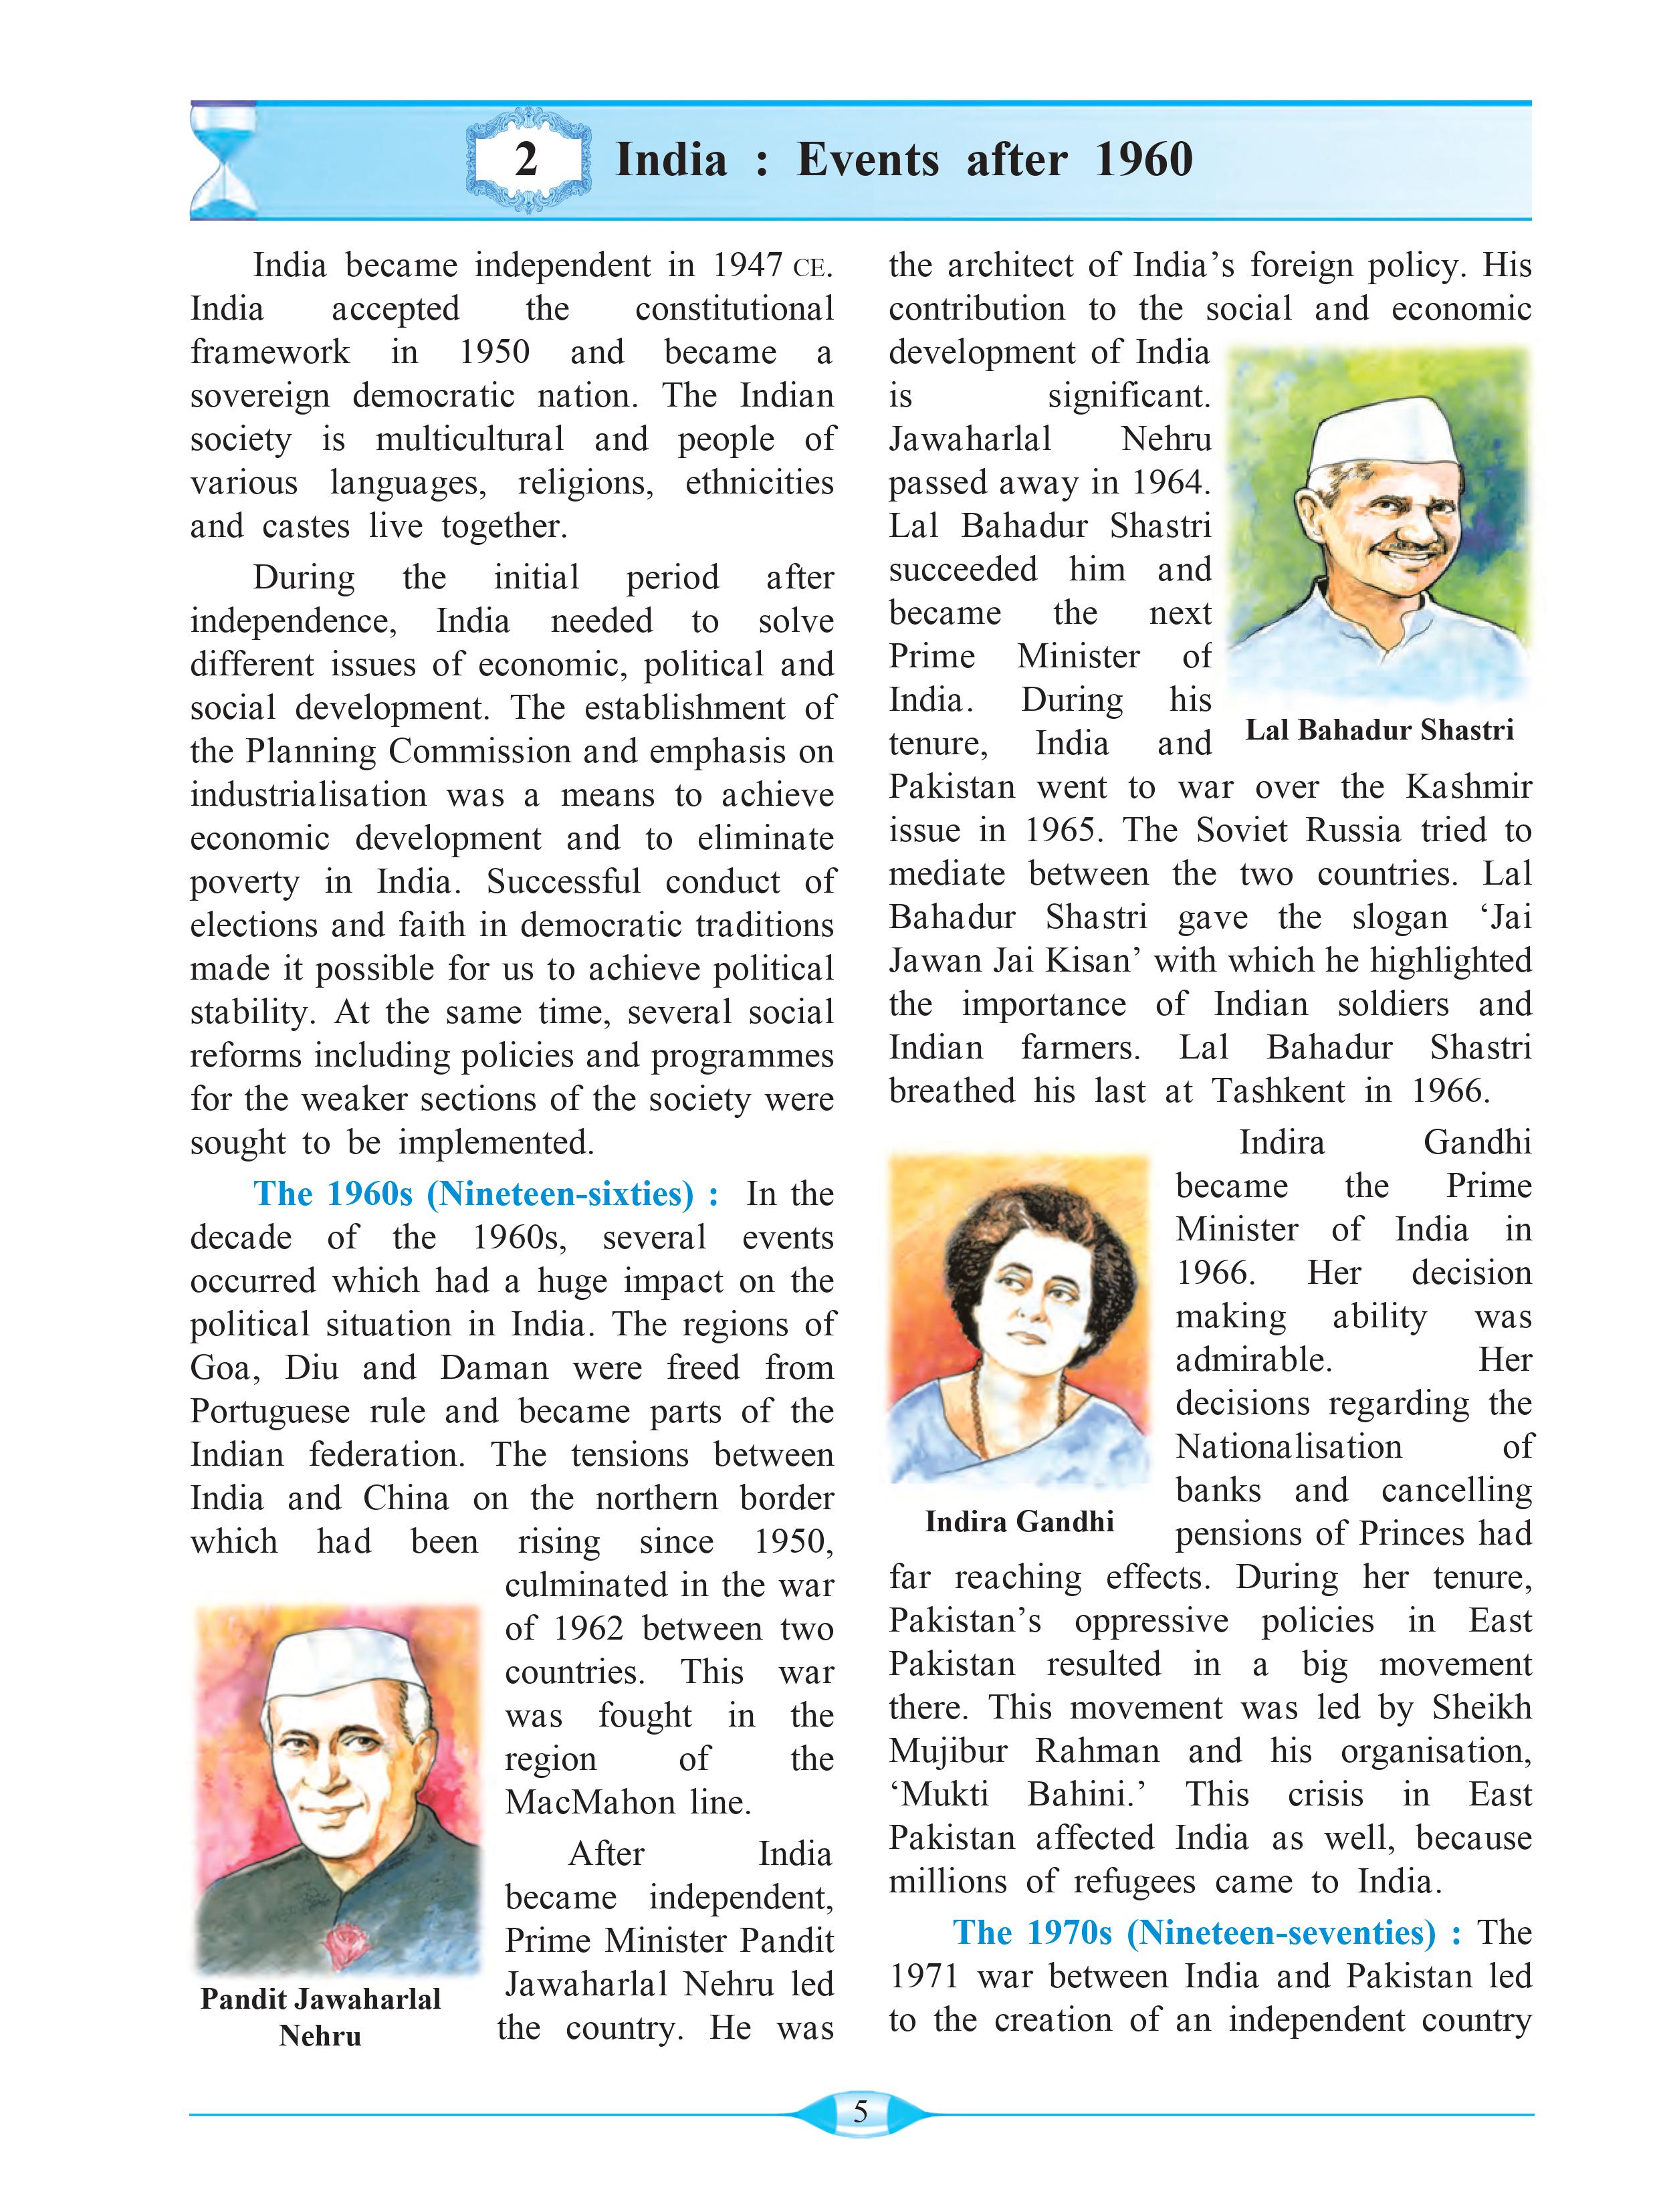 2 India : Events after 1960
India became independent in 1947 CE.
India accepted the constitutional
framework in 1950 and became a
sovereign democratic nation. The Indian
society is multicultural and people of
various languages, religions, ethnicities
and castes live together.
During the initial period after
independence, India needed to solve
different issues of economic, political and
social development. The establishment of
the Planning Commission and emphasis on
industrialisation was a means to achieve
economic development and to eliminate
poverty in India. Successful conduct of
elections and faith in democratic traditions
made it possible for us to achieve political
stability. At the same time, several social
reforms including policies and programmes
for the weaker sections of the society were
sought to be implemented.
The 1960s (Nineteen-sixties) : In the
decade of the 1960s, several events
occurred which had a huge impact on the
political situation in India. The regions of
Goa, Diu and Daman were freed from
Portuguese rule and became parts of the
Indian federation. The tensions between
India and China on the northern border
which had been rising since 1950,
culminated in the war
of 1962 between two
countries. This war
was fought in the
region of the
MacMahon line.
After India
became independent,
Prime Minister Pandit
Jawaharlal Nehru led
the country. He was
Pandit Jawaharlal
Nehru
the architect of India’s foreign policy. His
contribution to the social and economic
development of India
is significant.
Jawaharlal Nehru
passed away in 1964.
Lal Bahadur Shastri
succeeded him and
became the next
Prime Minister of
India. During his
tenure, India and
Lal Bahadur Shastri
Pakistan went to war over the Kashmir
issue in 1965. The Soviet Russia tried to
mediate between the two countries. Lal
Bahadur Shastri gave the slogan ‘Jai
Jawan Jai Kisan’ with which he highlighted
the importance of Indian soldiers and
Indian farmers. Lal Bahadur Shastri
breathed his last at Tashkent in 1966.
Indira Gandhi
became the Prime
Minister of India in
1966. Her decision
making ability was
admirable. Her
decisions regarding the
Nationalisation of
banks and cancelling
pensions of Princes had
Indira Gandhi
far reaching effects. During her tenure,
Pakistan’s oppressive policies in East
Pakistan resulted in a big movement
there. This movement was led by Sheikh
Mujibur Rahman and his organisation,
‘Mukti Bahini.’ This crisis in East
Pakistan affected India as well, because
millions of refugees came to India.
The 1970s (Nineteen-seventies) : The
1971 war between India and Pakistan led
to the creation of an independent country
5